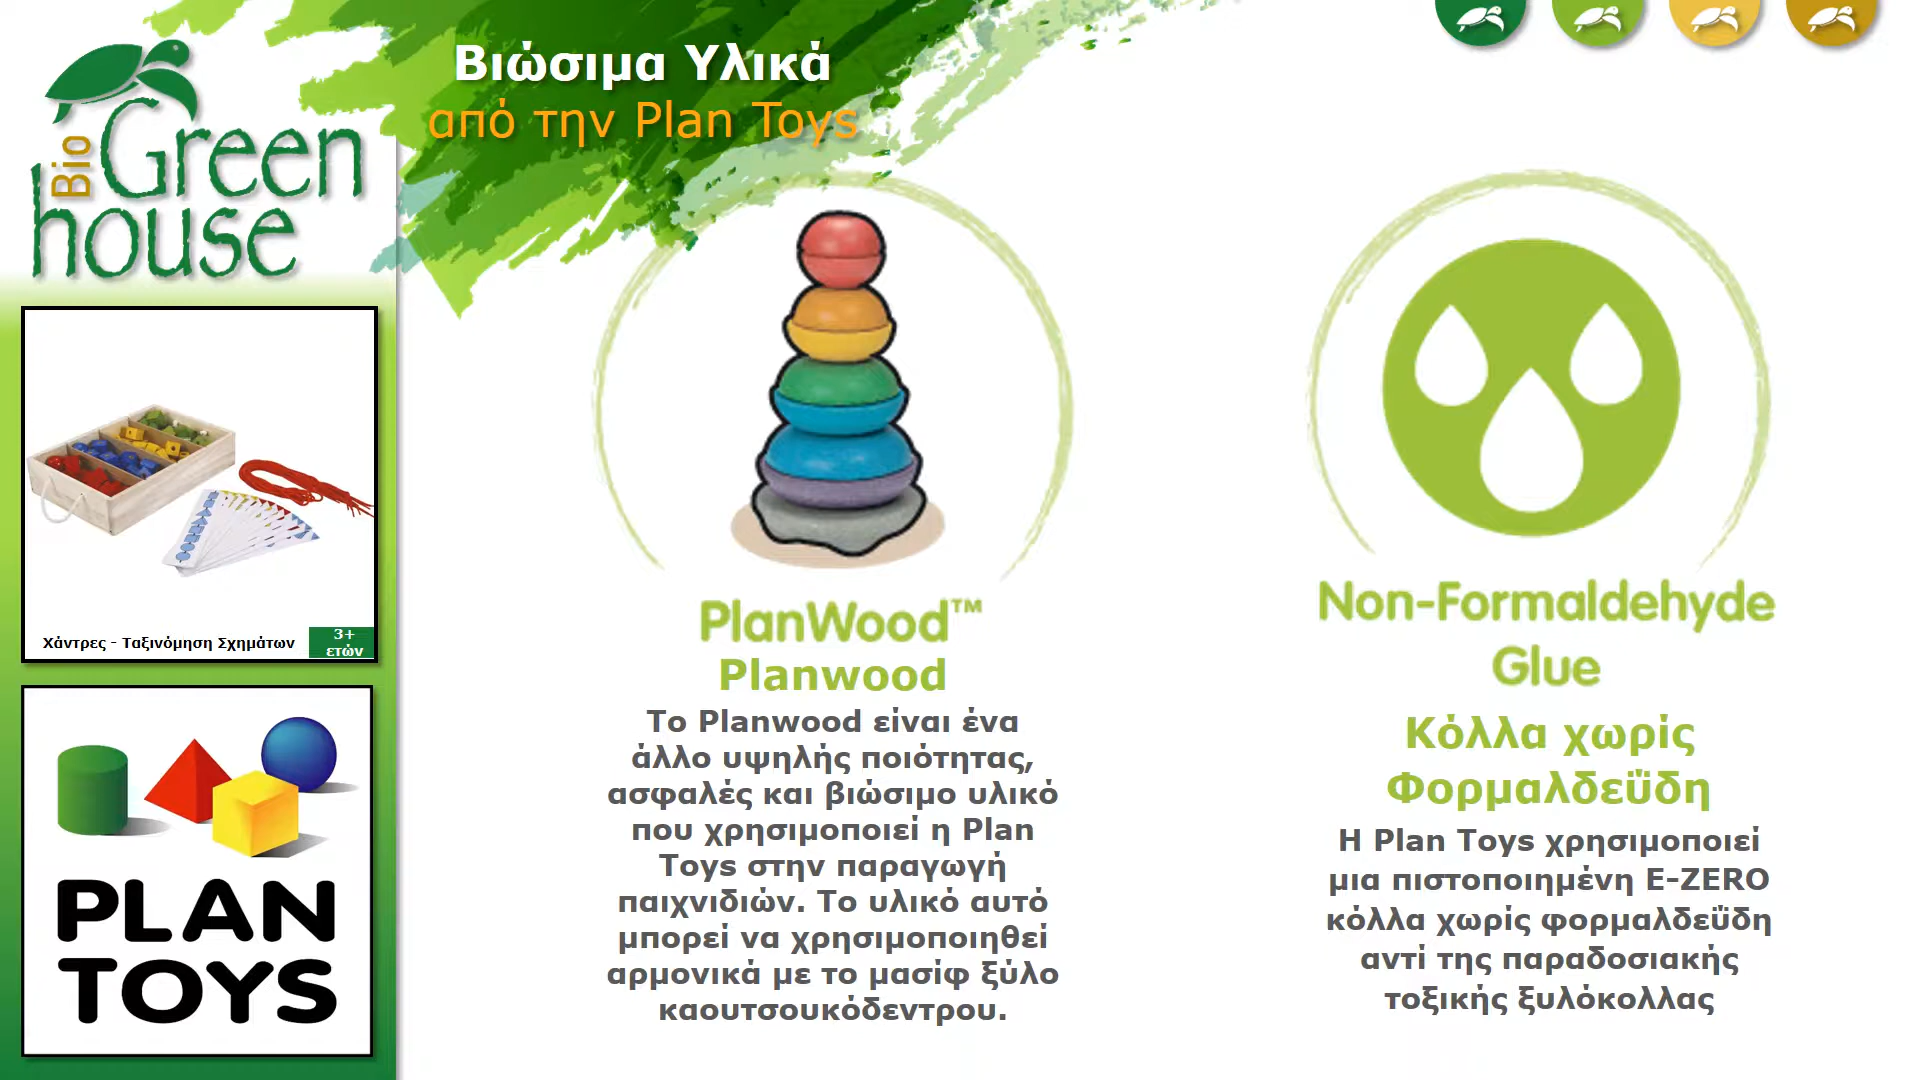 Bio
Green
house
Βιώσιμα Υλικά
από την Plan Toys
Χάντρες - Ταξινόμηση Σχημάτων
3+
ετών
PLAN
TOYS
PlanWood™
Planwood
Το Planwood είναι ένα
άλλο υψηλής ποιότητας,
ασφαλές και βιώσιμο υλικό
που χρησιμοποιεί η Plan
Toys στην παραγωγή
παιχνιδιών. Το υλικό αυτό
μπορεί να χρησιμοποιηθεί
αρμονικά με το μασίφ ξύλο
καουτσουκόδεντρου.
Non-Formaldehyde
Glue
Κόλλα χωρίς
Φορμαλδεΰδη
Η Plan Toys χρησιμοποιεί
μια πιστοποιημένη E-ZERO
κόλλα χωρίς φορμαλδεΰδη
αντί της παραδοσιακής
τοξικής ξυλόκολλας